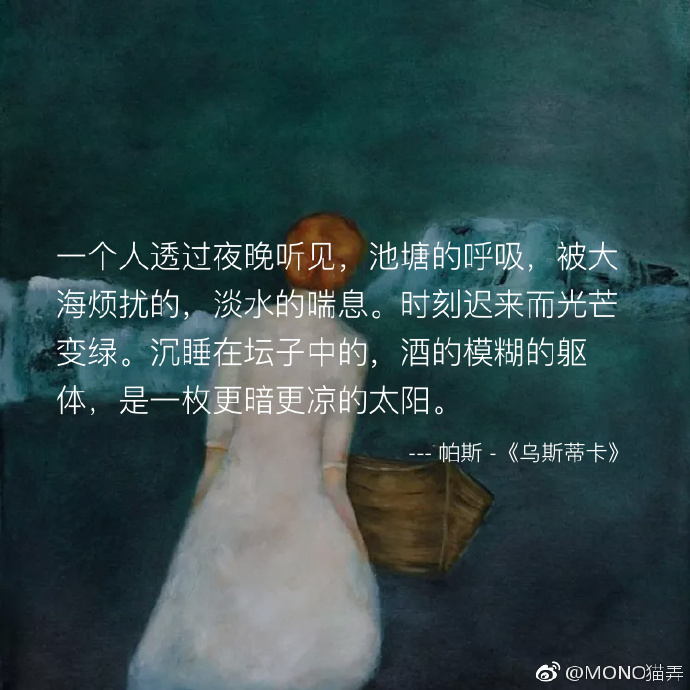 一个人透过夜晚听见，池塘的呼吸，被大
海烦扰的，淡水的喘息。时刻迟来而光芒
变绿。沉睡在坛子中的，酒的模糊的躯
体，是一枚更暗更凉的太阳。
--- 帕斯 -《乌斯蒂卡》
@MONO猫弄